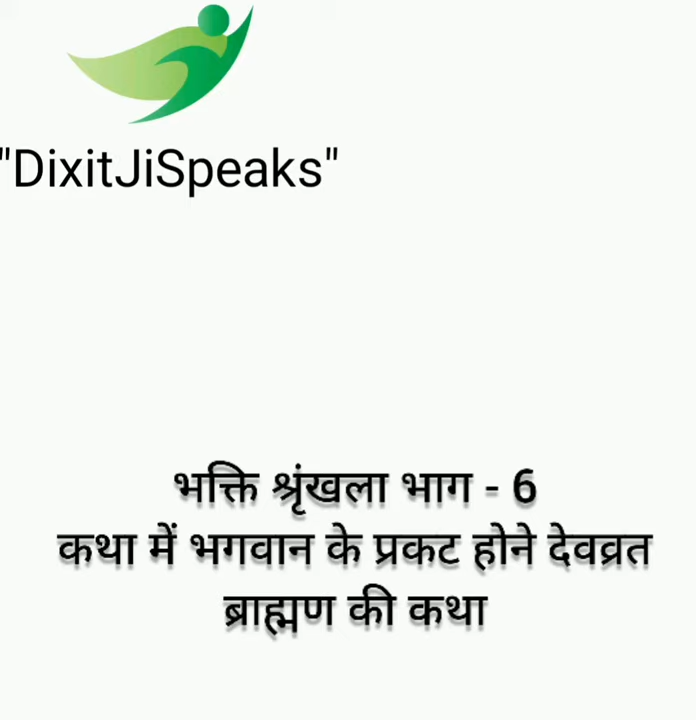 "DixitJiSpeaks"
भक्ति श्रृंखला भाग - 6
कथा में भगवान के प्रकट होने देवव्रत
ब्राह्मण की कथा